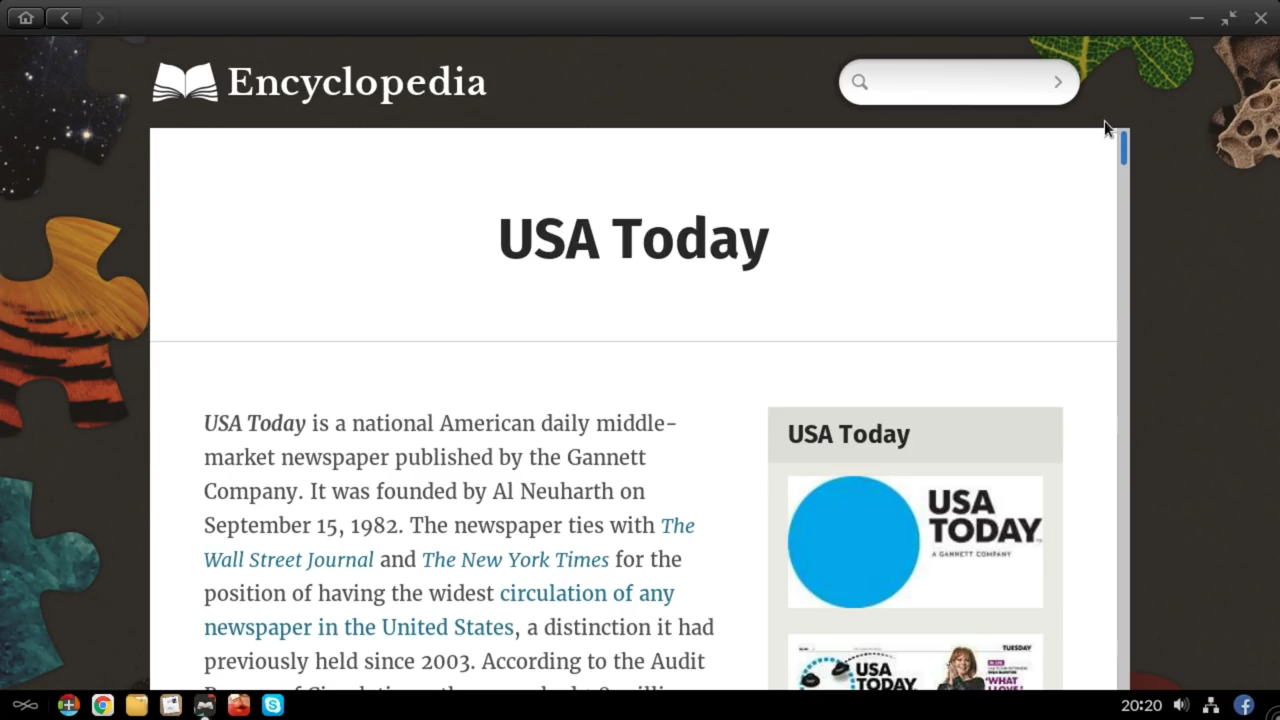 Encyclopedia
USA Today
USA Today is a national American daily middle-
market newspaper published by the Gannett
Company. It was founded by Al Neuharth on
September 15, 1982. The newspaper ties with The
Wall Street Journal and The New York Times for the
position of having the widest circulation of any
newspaper in the United States, a distinction it had
previously held since 2003. According to the Audit
USA Today
USA
TODAY
A GANNETT COMPANY
TUESDAY
USA
TODAY
"WHAT
20:20